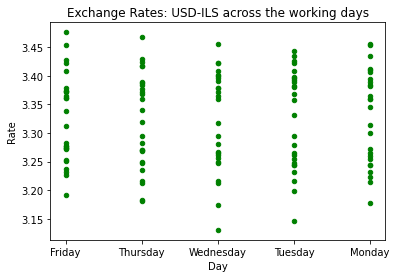 Exchange Rates: USD-ILS across the working days
3.45
3.40
3.35
3.30
3.25
3.20
3.15
Rate
Friday Thursday Wednesday Tuesday Monday
Day